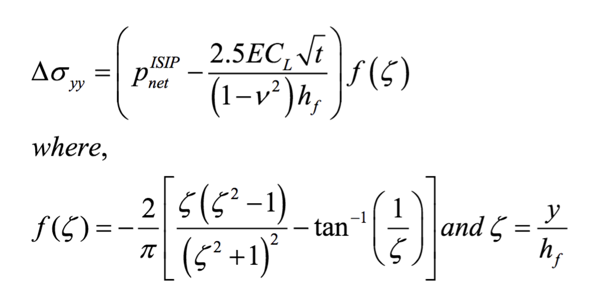 Δσ_yy = ( p_net^ISIP − 2.5EC_L√t / (1−ν²)h_f ) f(ζ)
where,
f(ζ) = −2/π [ ζ(ζ²−1) / (ζ²+1)² − tan⁻¹(1/ζ) ] and ζ = y/h_f